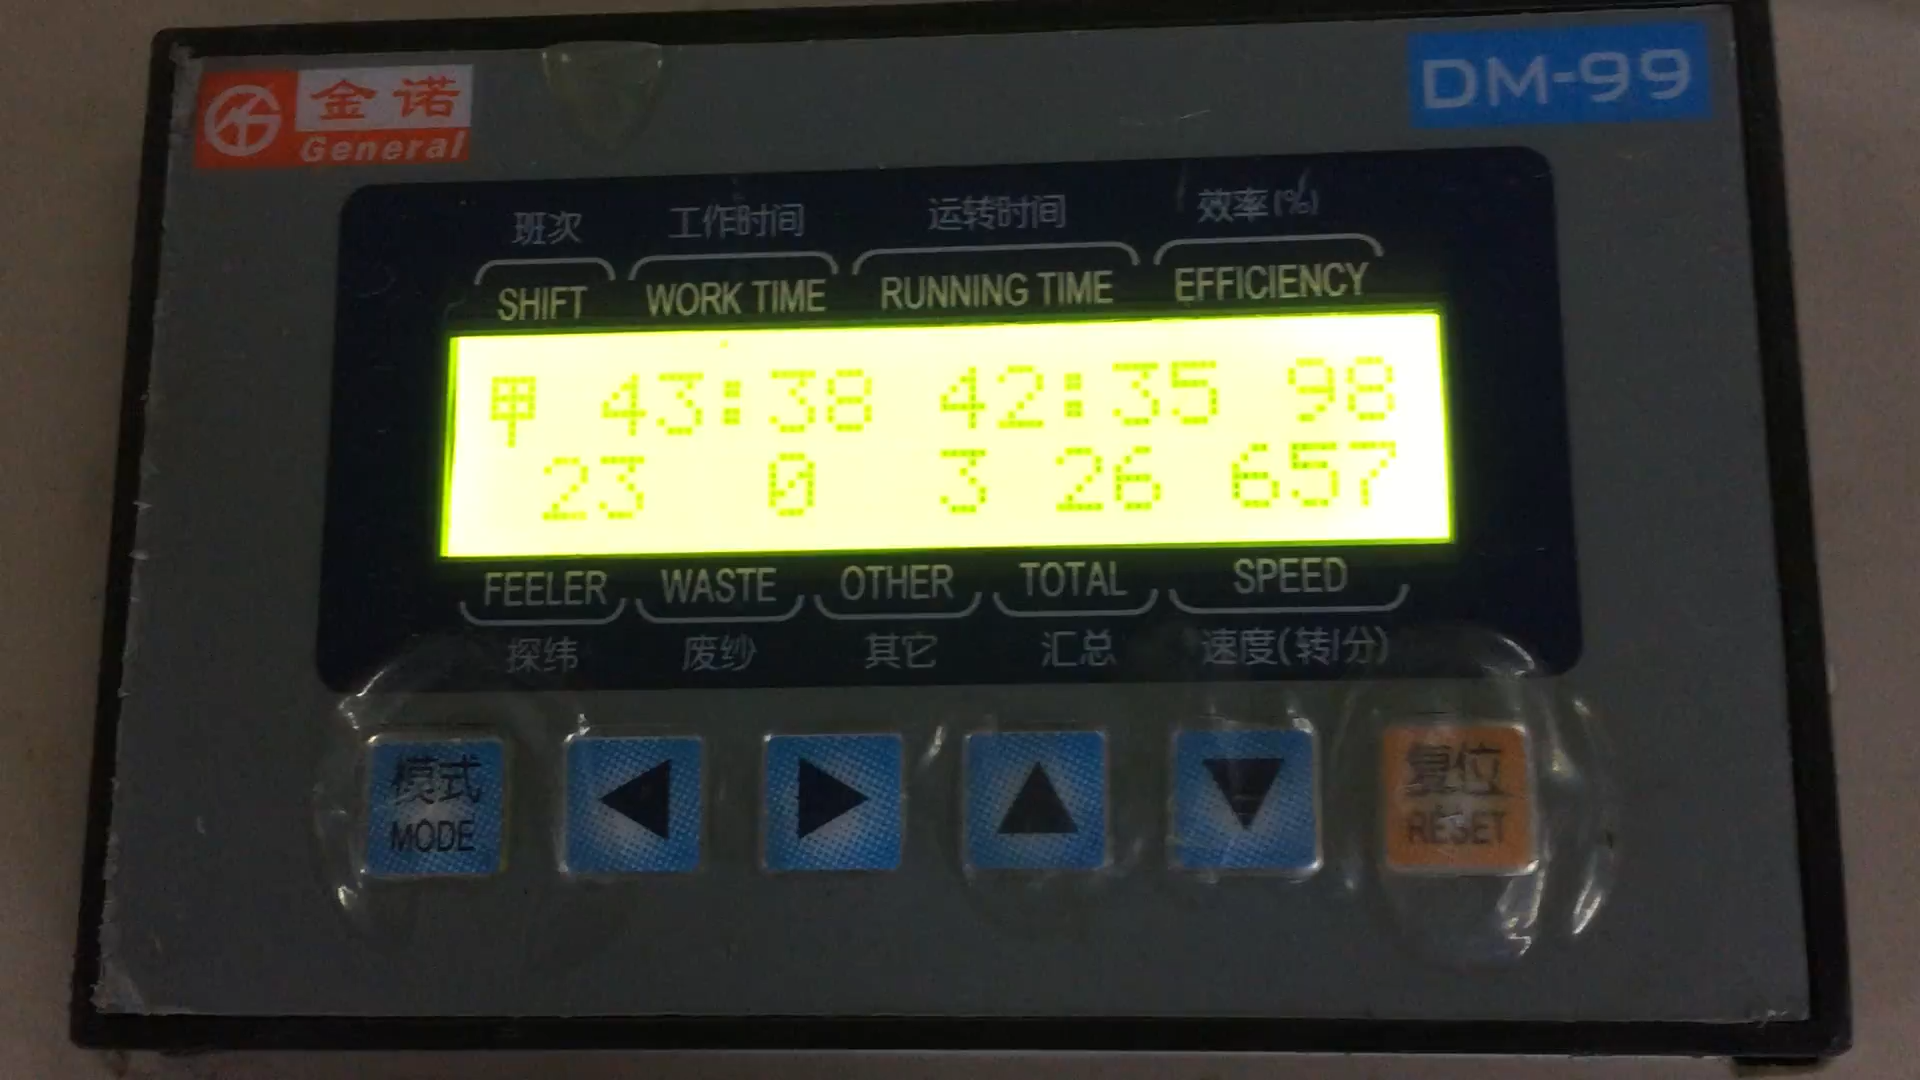 金诺
General
DM-99
班次 工作时间 运转时间 效率(%)
SHIFT WORK TIME RUNNING TIME EFFICIENCY
甲 43:38 42:35 98
23 0 3 26 657
FEELER WASTE OTHER TOTAL SPEED
探纬 废纱 其它 汇总 速度(转/分)
模式
MODE
复位
RESET